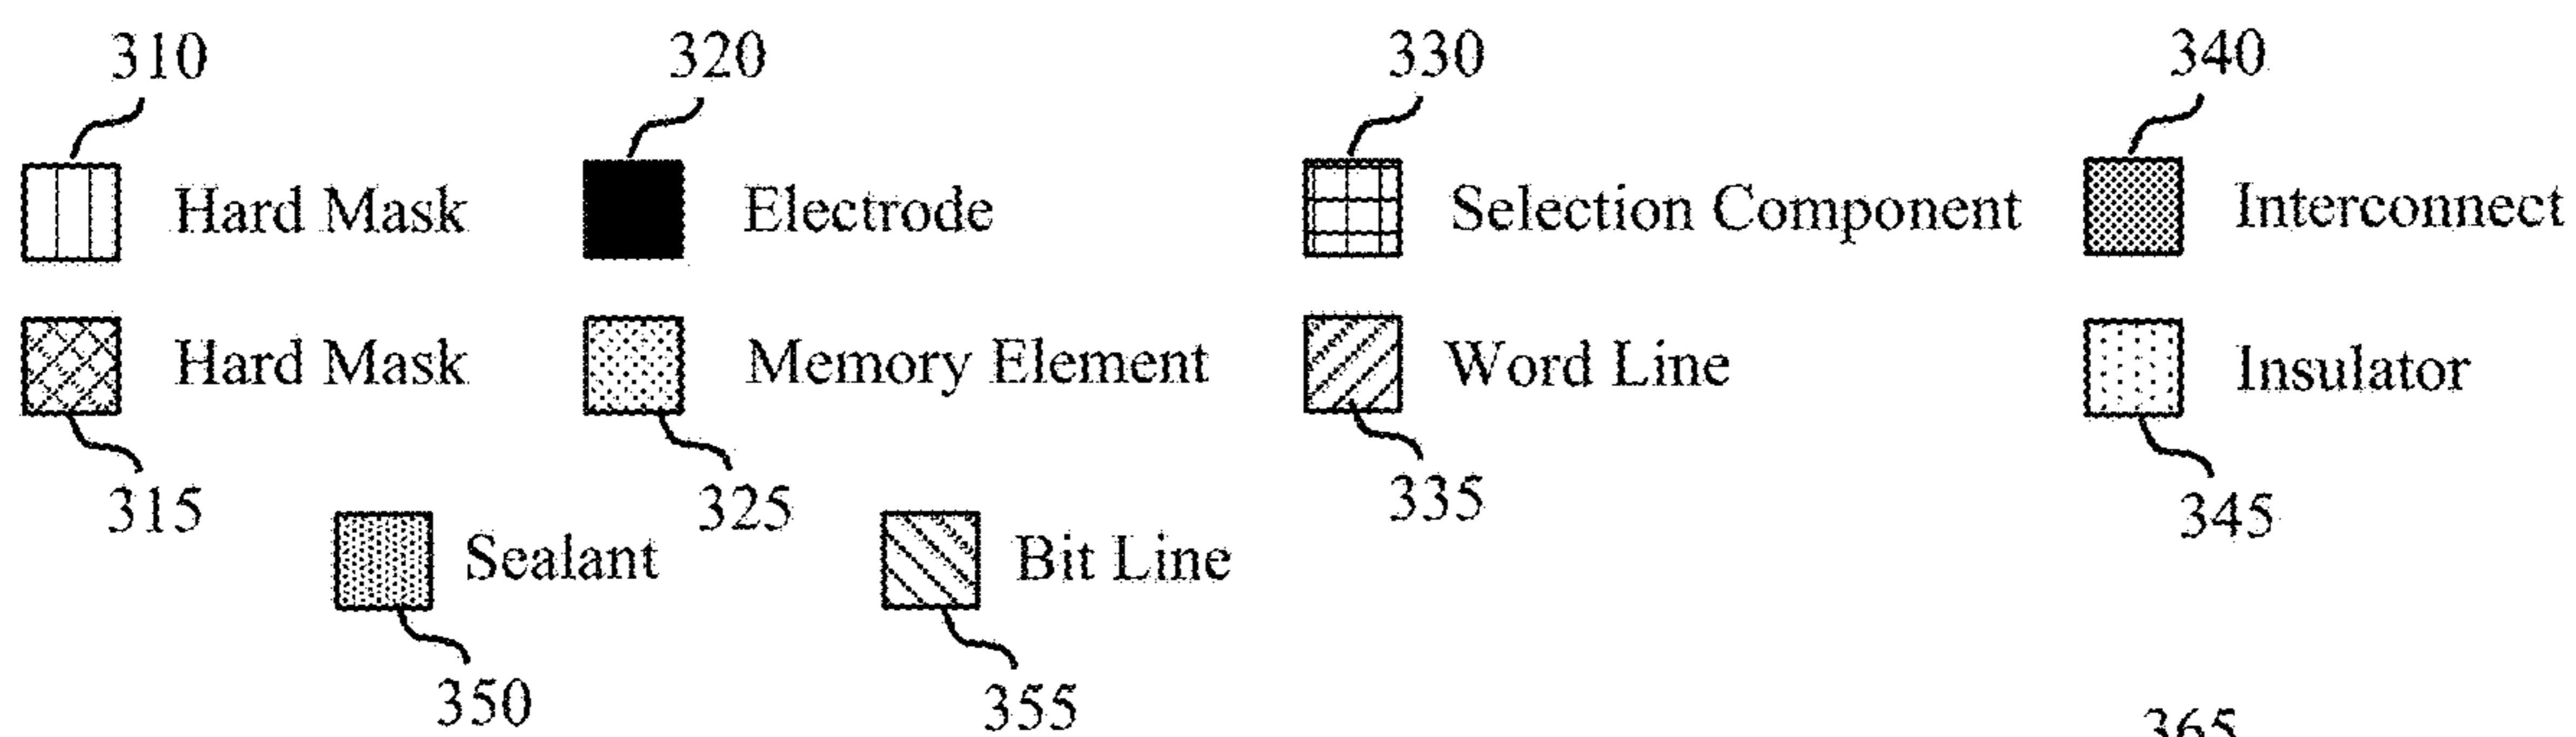 310 320 330 340
Hard Mask Electrode Selection Component Interconnect
Hard Mask Memory Element Word Line Insulator
315 325 335 345
Sealant Bit Line
350 355
365